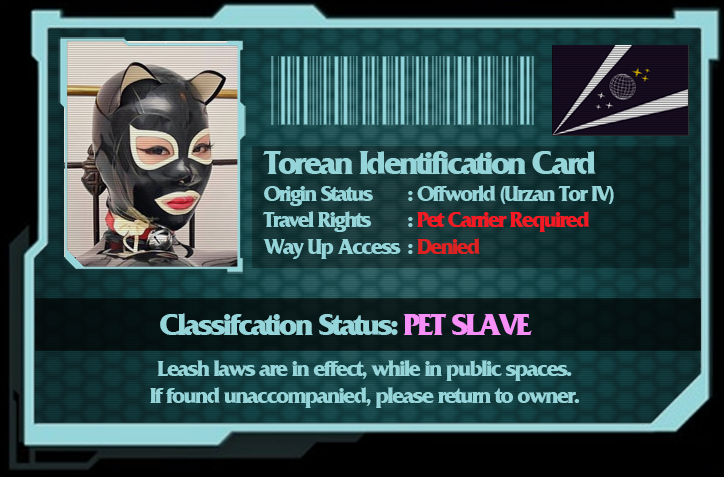 Torean Identification Card
Origin Status : Offworld (Urzan Tor IV)
Travel Rights : Pet Carrier Required
Way Up Access : Denied
Classifcation Status: PET SLAVE
Leash laws are in effect, while in public spaces.
If found unaccompanied, please return to owner.